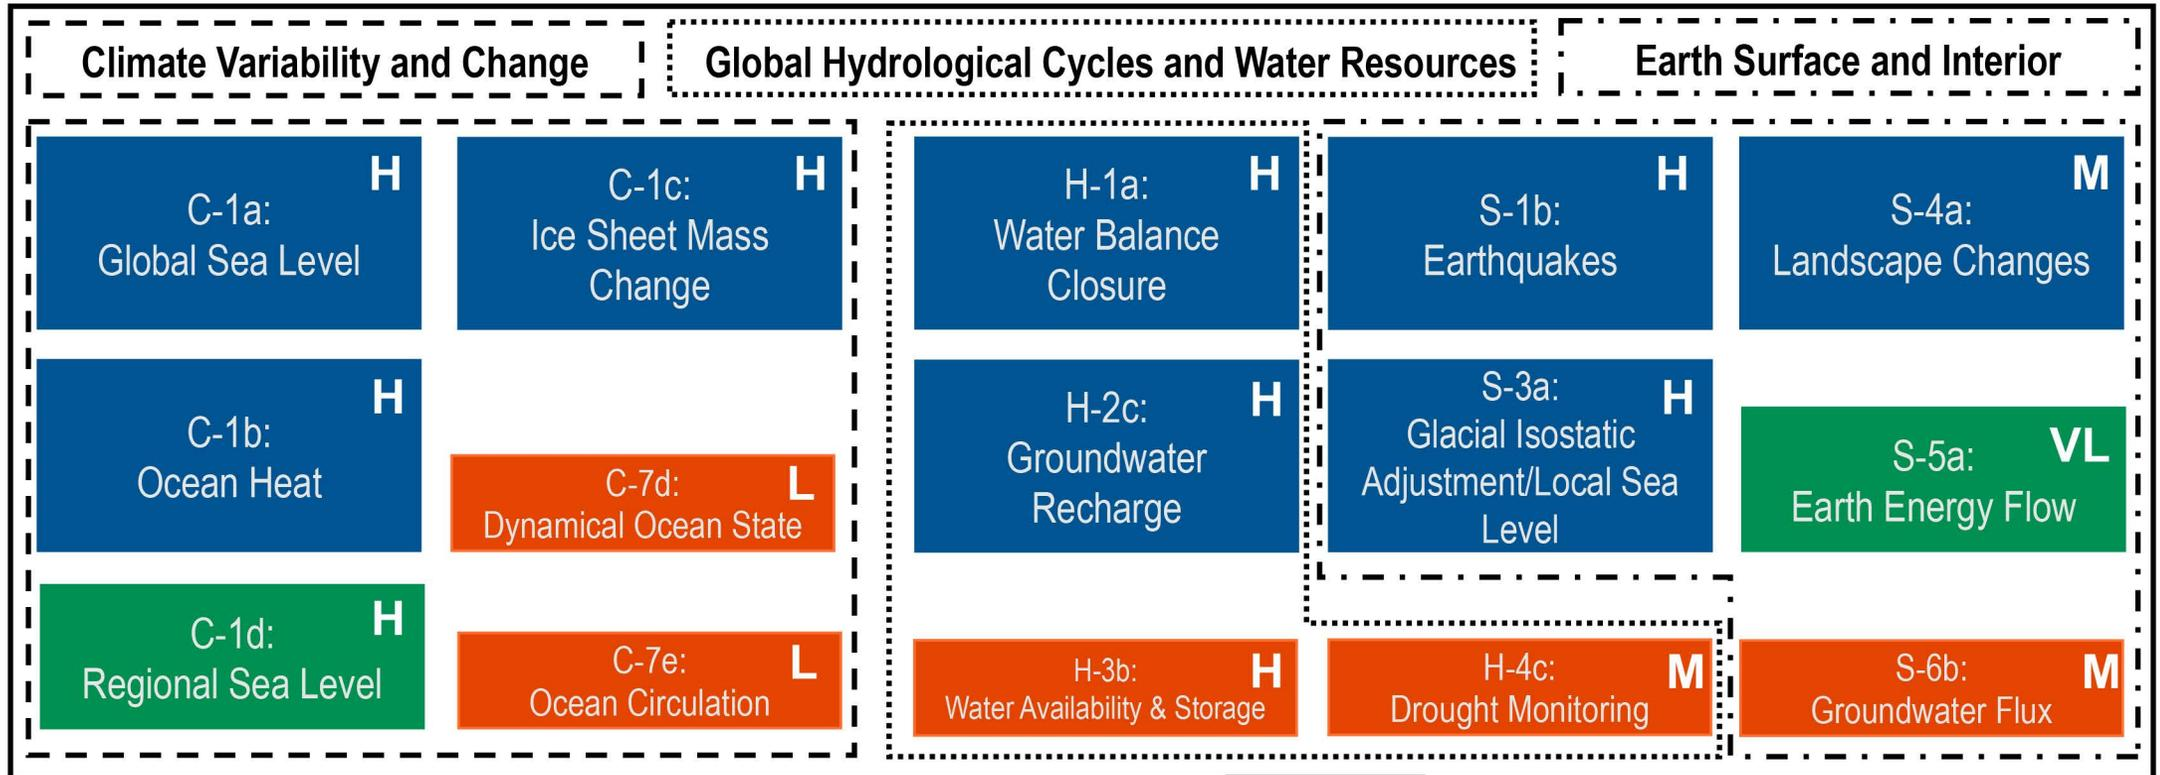 Climate Variability and Change
Global Hydrological Cycles and Water Resources
Earth Surface and Interior
H
C-1a:
Global Sea Level
H
C-1c:
Ice Sheet Mass
Change
H
C-1b:
Ocean Heat
L
C-7d:
Dynamical Ocean State
H
C-1d:
Regional Sea Level
L
C-7e:
Ocean Circulation
H
H-1a:
Water Balance
Closure
H
H-2c:
Groundwater
Recharge
H
H-3b:
Water Availability & Storage
M
H-4c:
Drought Monitoring
H
S-1b:
Earthquakes
M
S-4a:
Landscape Changes
H
S-3a:
Glacial Isostatic
Adjustment/Local Sea
Level
VL
S-5a:
Earth Energy Flow
M
S-6b:
Groundwater Flux